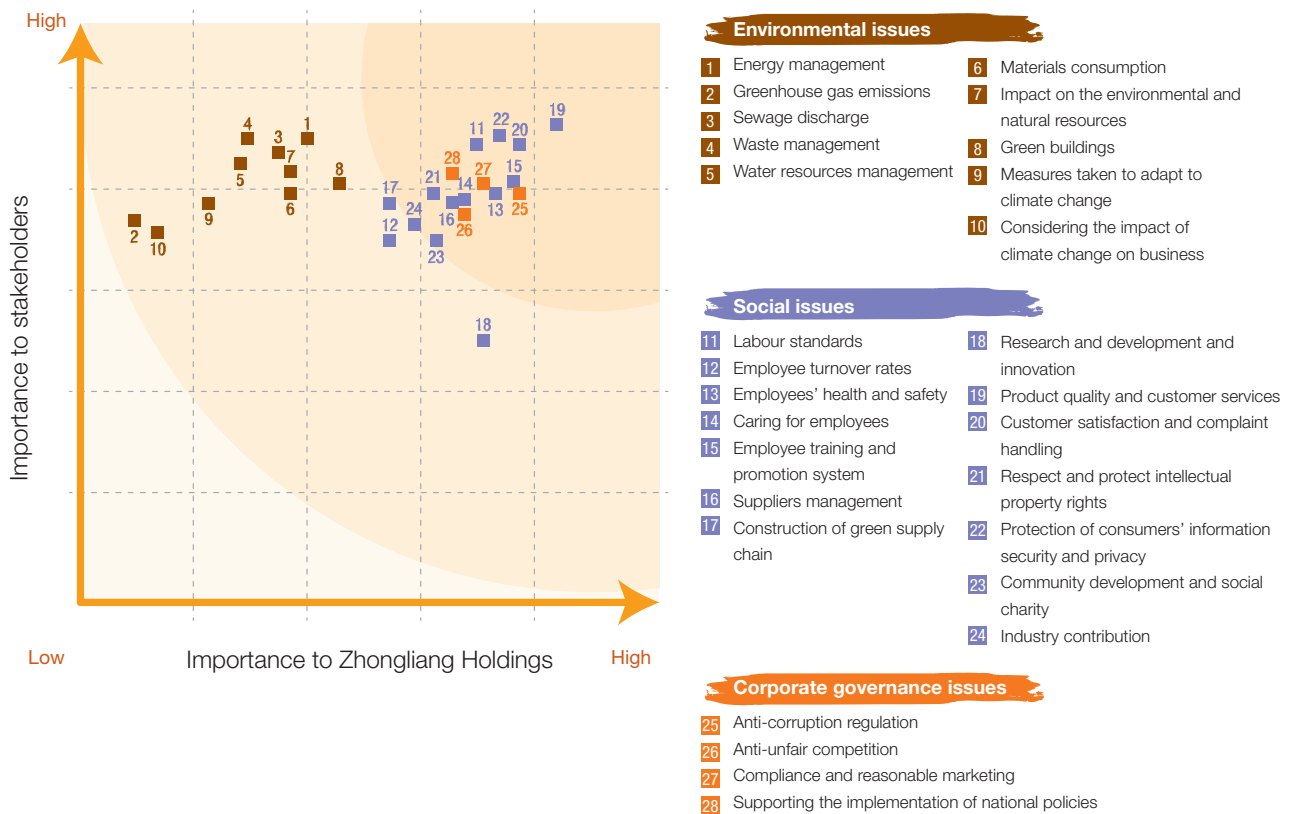 High
Importance to stakeholders
19
22
11
20
4
3
1
7
28
27
15
8
5
21
14
17
6
16
13
25
9
24
26
12
2
10
23
18
Low
Importance to Zhongliang Holdings
High
Environmental issues
1 Energy management
2 Greenhouse gas emissions
3 Sewage discharge
4 Waste management
5 Water resources management
6 Materials consumption
7 Impact on the environmental and
natural resources
8 Green buildings
9 Measures taken to adapt to
climate change
10 Considering the impact of
climate change on business
Social issues
11 Labour standards
12 Employee turnover rates
13 Employees’ health and safety
14 Caring for employees
15 Employee training and
promotion system
16 Suppliers management
17 Construction of green supply
chain
18 Research and development and
innovation
19 Product quality and customer services
20 Customer satisfaction and complaint
handling
21 Respect and protect intellectual
property rights
22 Protection of consumers’ information
security and privacy
23 Community development and social
charity
24 Industry contribution
Corporate governance issues
25 Anti-corruption regulation
26 Anti-unfair competition
27 Compliance and reasonable marketing
28 Supporting the implementation of national policies